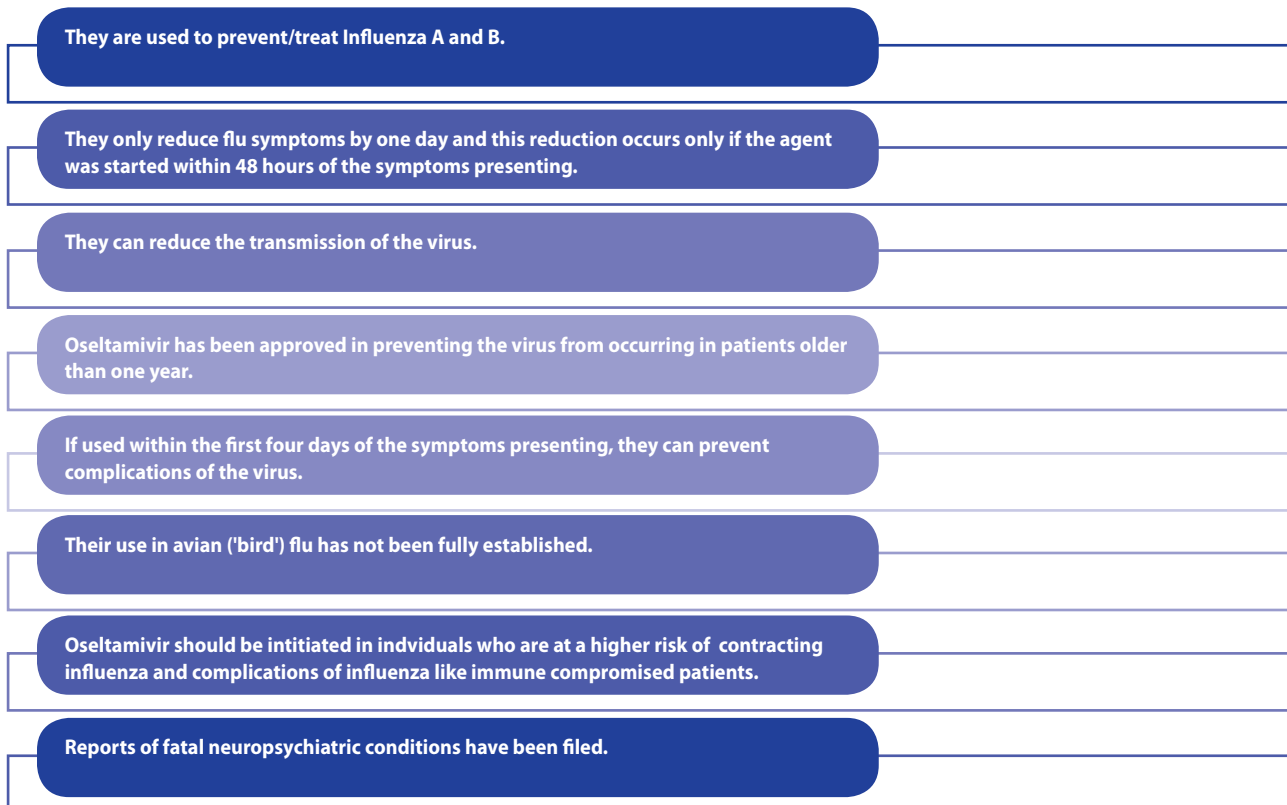 They are used to prevent/treat Influenza A and B.
They only reduce flu symptoms by one day and this reduction occurs only if the agent
was started within 48 hours of the symptoms presenting.
They can reduce the transmission of the virus.
Oseltamivir has been approved in preventing the virus from occurring in patients older
than one year.
If used within the first four days of the symptoms presenting, they can prevent
complications of the virus.
Their use in avian ('bird') flu has not been fully established.
Oseltamivir should be intitiated in indviduals who are at a higher risk of contracting
influenza and complications of influenza like immune compromised patients.
Reports of fatal neuropsychiatric conditions have been filed.